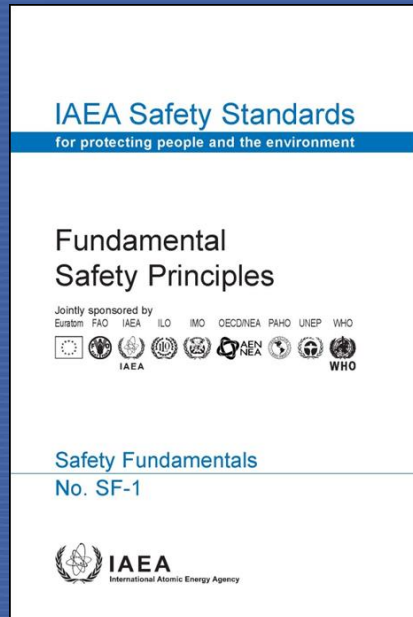 IAEA Safety Standards
for protecting people and the environment
Fundamental
Safety Principles
Jointly sponsored by
Euratom FAO IAEA ILO IMO OECD/NEA PAHO UNEP WHO
AEN
NEA
IAEA
WHO
Safety Fundamentals
No. SF-1
IAEA
International Atomic Energy Agency